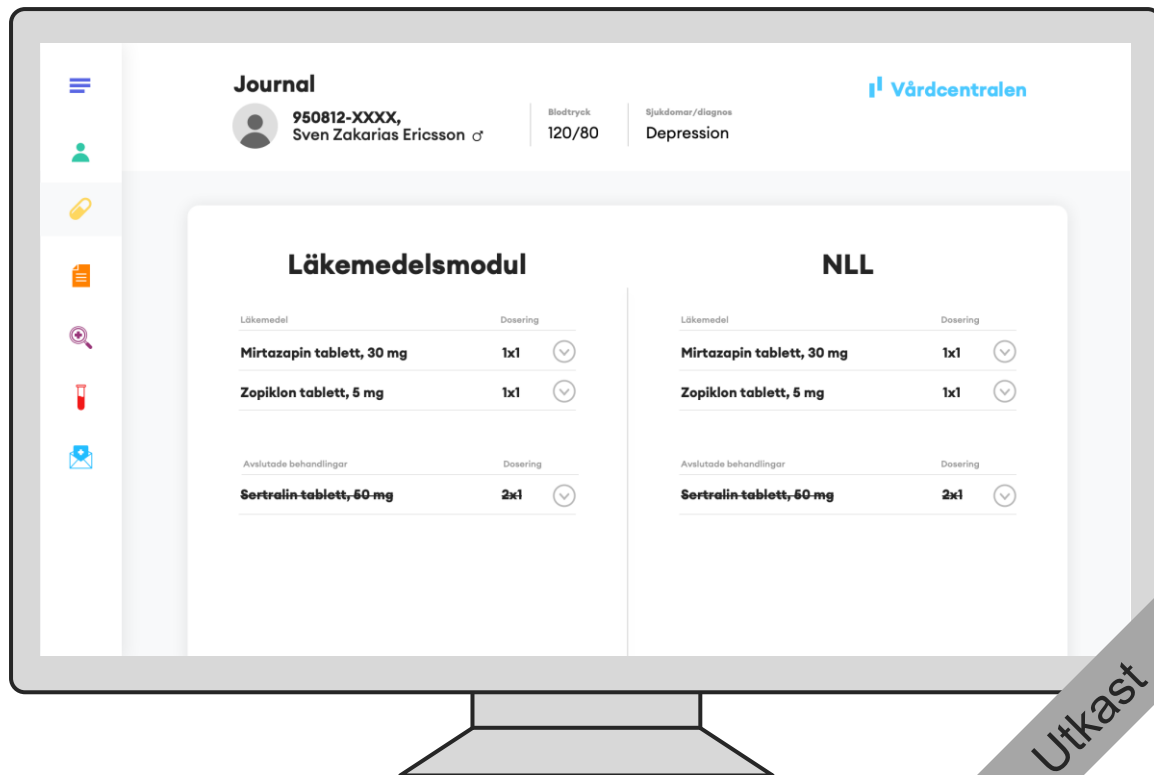 Journal
950812-XXXX,
Sven Zakarias Ericsson ♂
Blodtryck
120/80
Sjukdomar/diagnos
Depression
Vårdcentralen
Läkemedelsmodul
Läkemedel Dosering
Mirtazapin tablett, 30 mg 1x1
Zopiklon tablett, 5 mg 1x1
Avslutade behandlingar Dosering
Sertralin tablett, 50 mg 2x1
NLL
Läkemedel Dosering
Mirtazapin tablett, 30 mg 1x1
Zopiklon tablett, 5 mg 1x1
Avslutade behandlingar Dosering
Sertralin tablett, 50 mg 2x1
Utkast